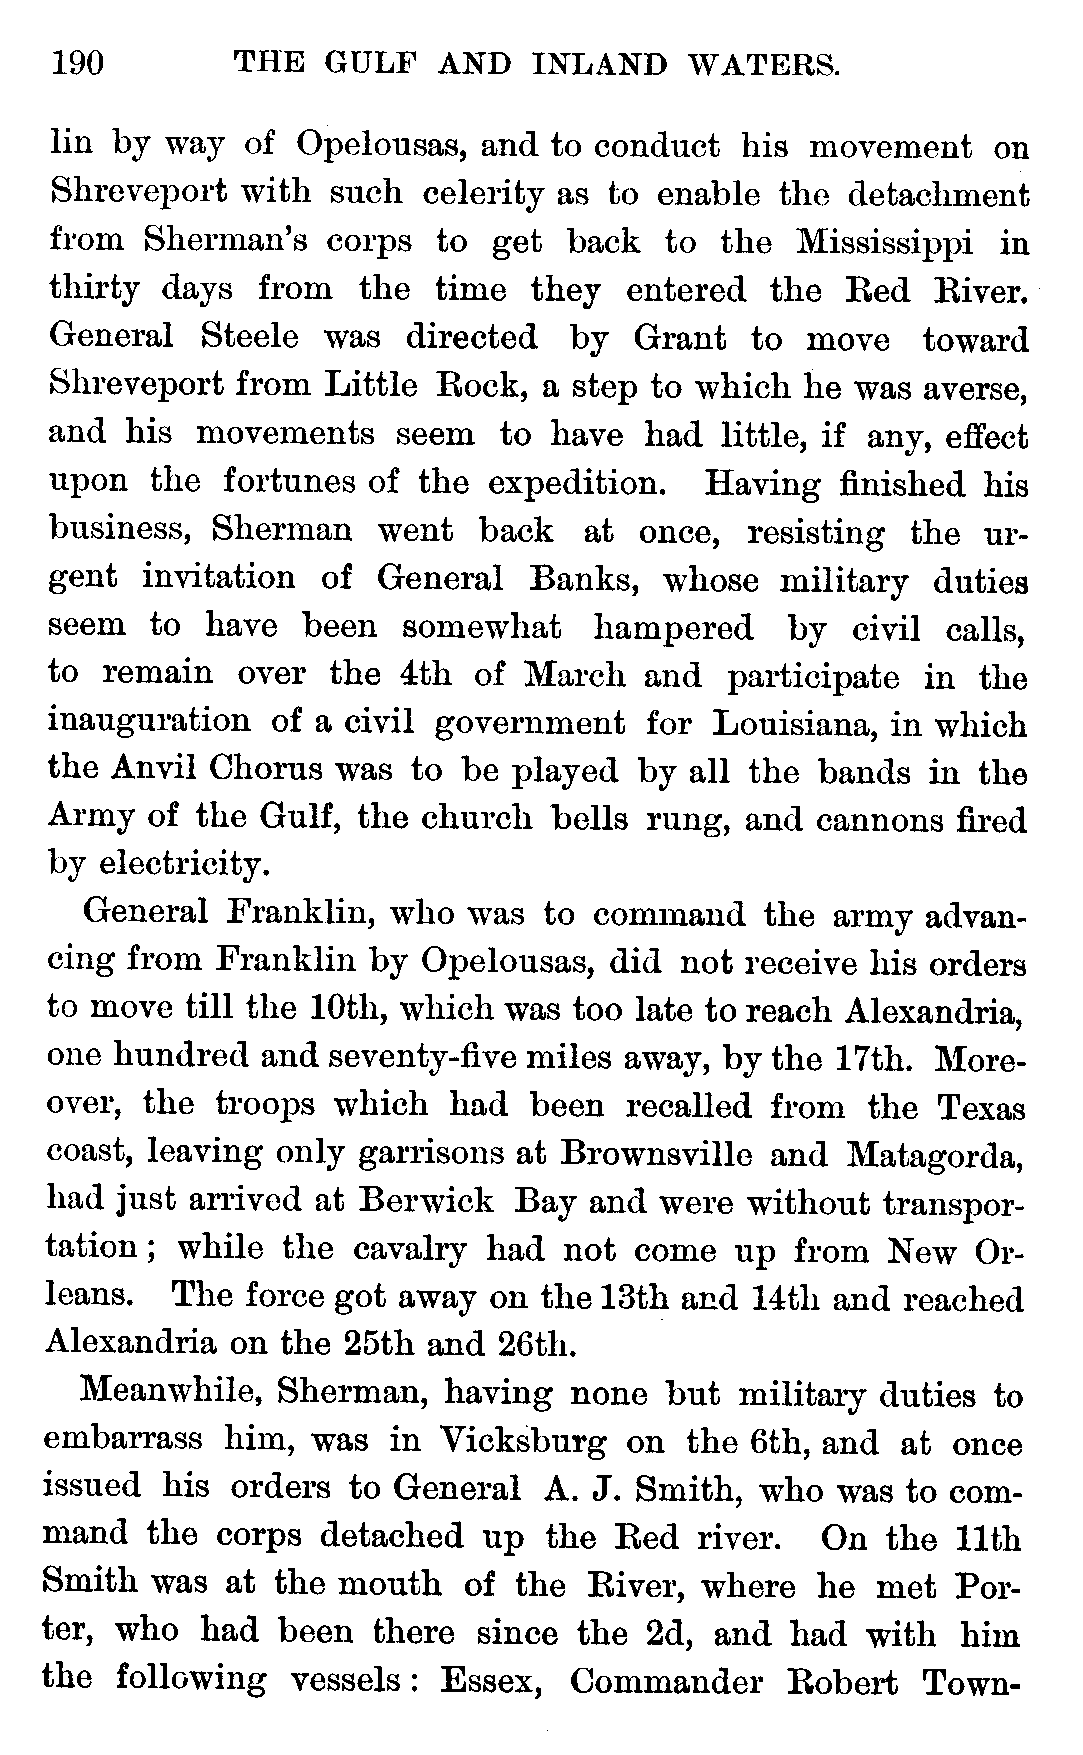 190 THE GULF AND INLAND WATERS.
lin by way of Opelousas, and to conduct his movement on
Shreveport with such celerity as to enable the detachment
from Sherman's corps to get back to the Mississippi in
thirty days from the time they entered the Red River.
General Steele was directed by Grant to move toward
Shreveport from Little Rock, a step to which he was averse,
and his movements seem to have had little, if any, effect
upon the fortunes of the expedition. Having finished his
business, Sherman went back at once, resisting the ur-
gent invitation of General Banks, whose military duties
seem to have been somewhat hampered by civil calls,
to remain over the 4th of March and participate in the
inauguration of a civil government for Louisiana, in which
the Anvil Chorus was to be played by all the bands in the
Army of the Gulf, the church bells rung, and cannons fired
by electricity.
General Franklin, who was to command the army advan-
cing from Franklin by Opelousas, did not receive his orders
to move till the 10th, which was too late to reach Alexandria,
one hundred and seventy-five miles away, by the 17th. More-
over, the troops which had been recalled from the Texas
coast, leaving only garrisons at Brownsville and Matagorda,
had just arrived at Berwick Bay and were without transpor-
tation; while the cavalry had not come up from New Or-
leans. The force got away on the 13th and 14th and reached
Alexandria on the 25th and 26th.
Meanwhile, Sherman, having none but military duties to
embarrass him, was in Vicksburg on the 6th, and at once
issued his orders to General A. J. Smith, who was to com-
mand the corps detached up the Red river. On the 11th
Smith was at the mouth of the River, where he met Por-
ter, who had been there since the 2d, and had with him
the following vessels: Essex, Commander Robert Town-